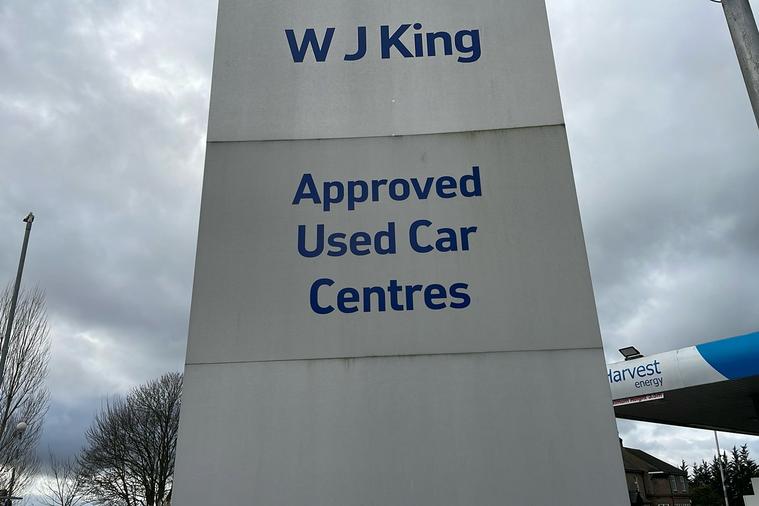 W J King
Approved
Used Car
Centres
Harvest
energy